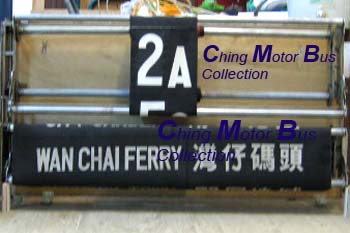 2A
Ching Motor Bus
Collection
Ching Motor Bus
Collection
WAN CHAI FERRY 灣仔碼頭